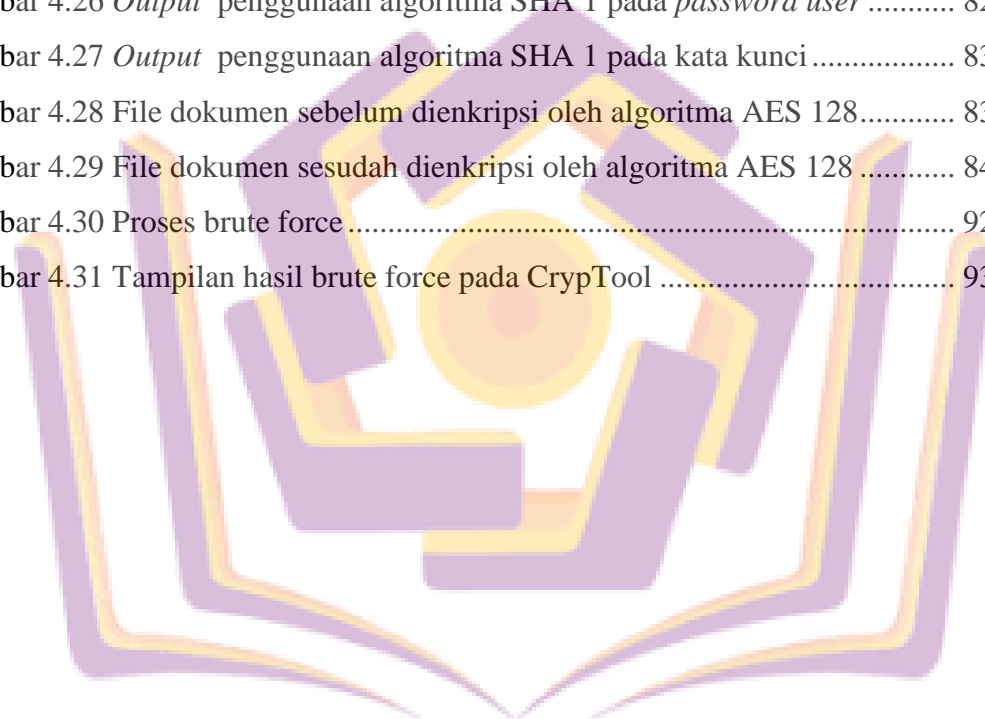 bar 4.26 Output penggunaan algoritma SHA 1 pada password user ........... 82
bar 4.27 Output penggunaan algoritma SHA 1 pada kata kunci .................. 83
bar 4.28 File dokumen sebelum dienkripsi oleh algoritma AES 128............ 83
bar 4.29 File dokumen sesudah dienkripsi oleh algoritma AES 128 ............ 84
bar 4.30 Proses brute force ........................................................................ 92
bar 4.31 Tampilan hasil brute force pada CrypTool ................................... 93